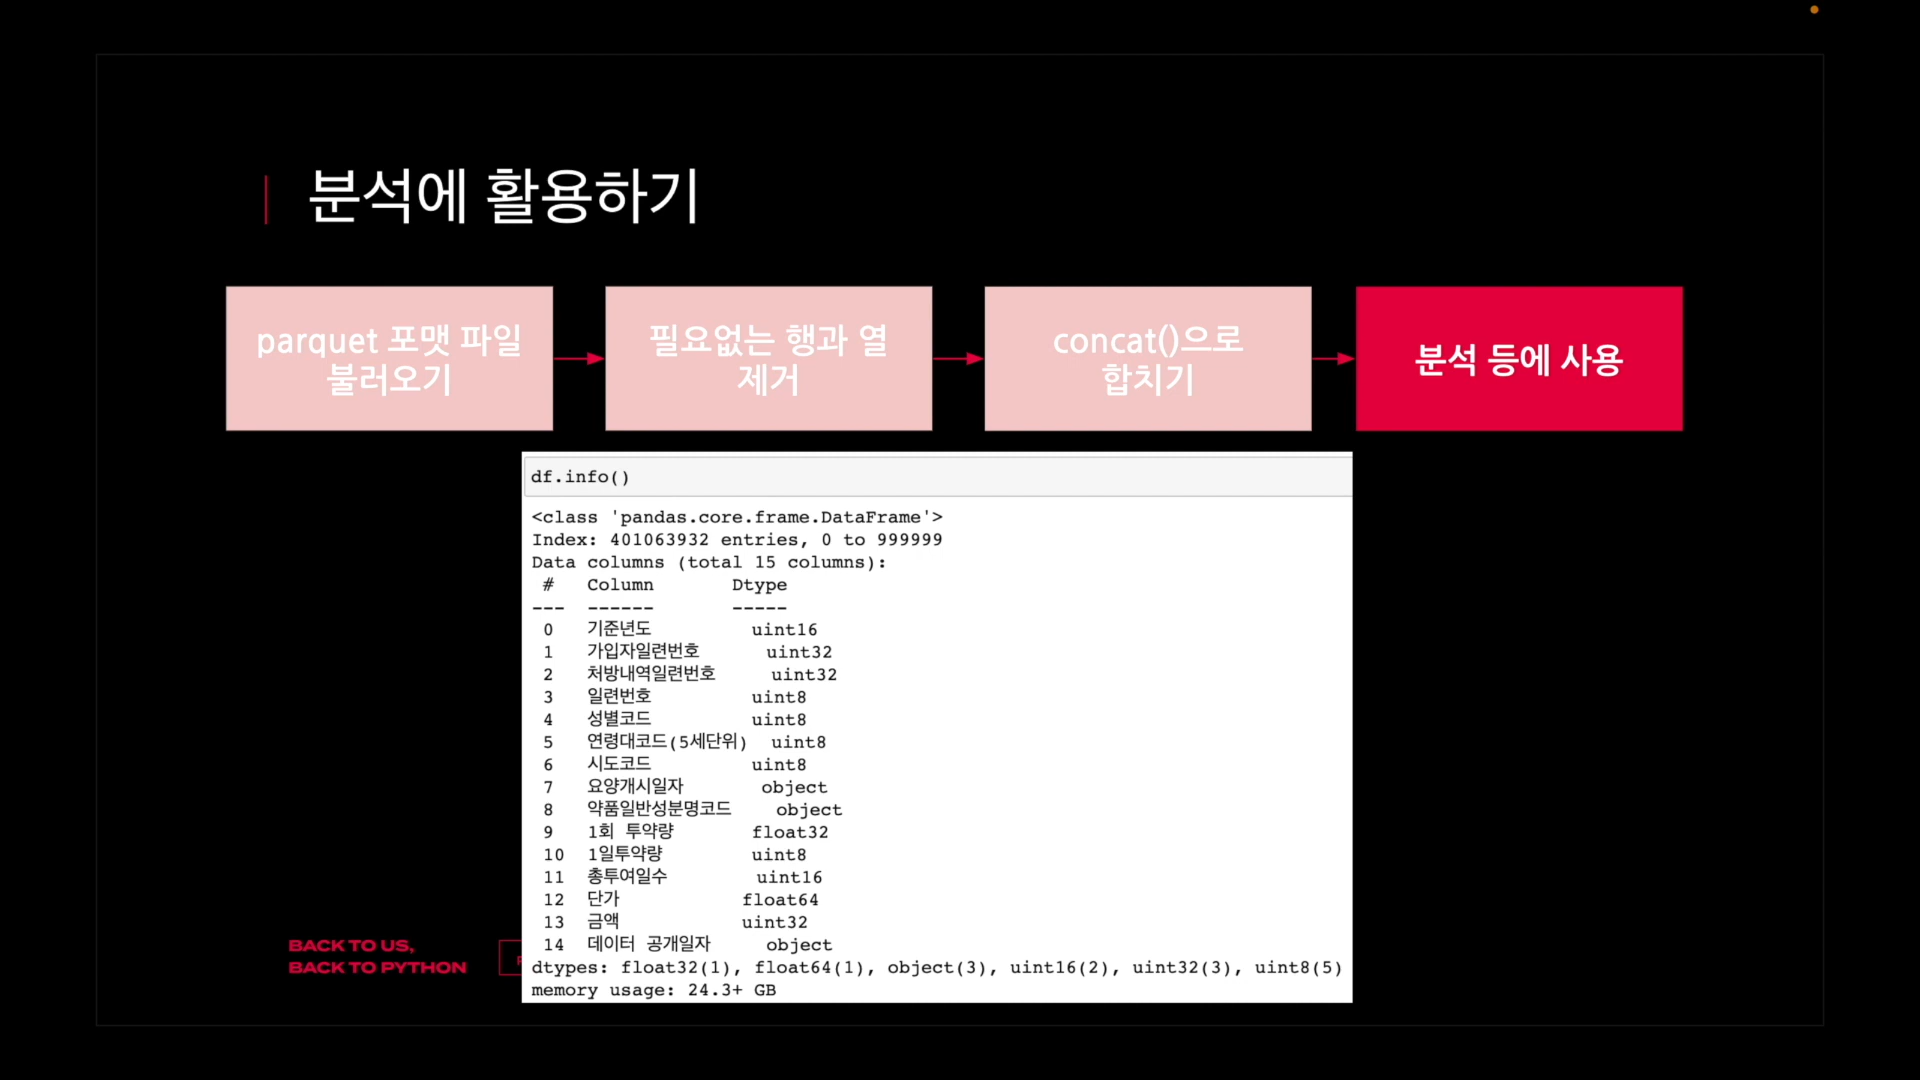 분석에 활용하기
parquet 포맷 파일
불러오기
필요없는 행과 열
제거
concat()으로
합치기
분석 등에 사용
df.info()
<class 'pandas.core.frame.DataFrame'>
Index: 401063932 entries, 0 to 999999
Data columns (total 15 columns):
# Column Dtype
--- ------ -----
0 기준년도 uint16
1 가입자일련번호 uint32
2 처방내역일련번호 uint32
3 일련번호 uint8
4 성별코드 uint8
5 연령대코드(5세단위) uint8
6 시도코드 uint8
7 요양개시일자 object
8 약품일반성분명코드 object
9 1회 투약량 float32
10 1일투약량 uint8
11 총투여일수 uint16
12 단가 float64
13 금액 uint32
14 데이터 공개일자 object
dtypes: float32(1), float64(1), object(3), uint16(2), uint32(3), uint8(5)
memory usage: 24.3+ GB
BACK TO US,
BACK TO PYTHON